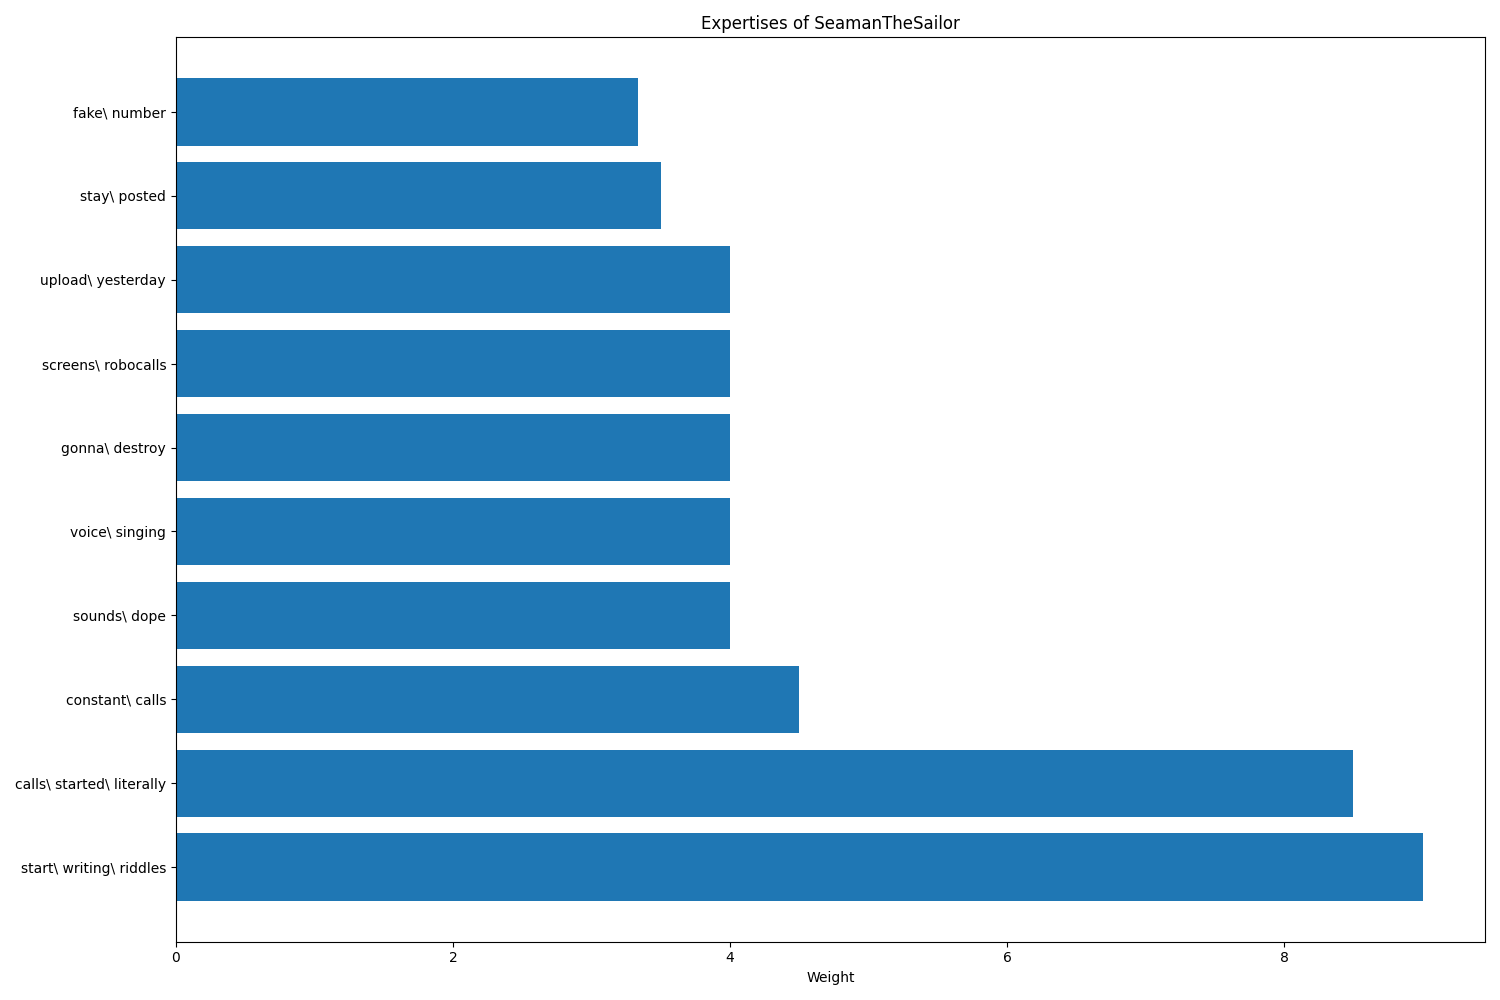 Expertises of SeamanTheSailor
fake\ number
stay\ posted
upload\ yesterday
screens\ robocalls
gonna\ destroy
voice\ singing
sounds\ dope
constant\ calls
calls\ started\ literally
start\ writing\ riddles
0 2 4 6 8
Weight